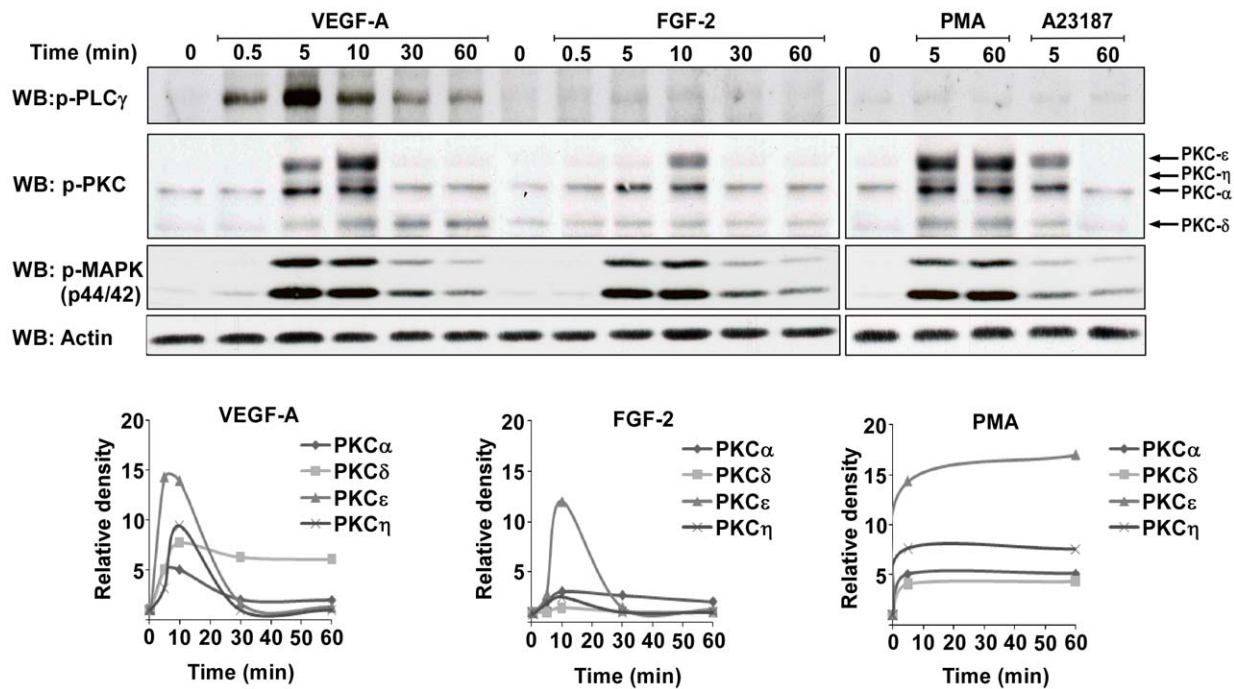 VEGF-A FGF-2 PMA A23187
Time (min) 0 0.5 5 10 30 60 0 0.5 5 10 30 60 0 5 60 5 60
WB:p-PLCγ
WB: p-PKC
PKC-ε
PKC-η
PKC-α
PKC-δ
WB: p-MAPK
(p44/42)
WB: Actin
VEGF-A
Relative density
20
15
10
5
0 10 20 30 40 50 60
Time (min)
PKCα
PKCδ
PKCε
PKCη
FGF-2
Relative density
20
15
10
5
0 10 20 30 40 50 60
Time (min)
PKCα
PKCδ
PKCε
PKCη
PMA
Relative density
20
15
10
5
0 10 20 30 40 50 60
Time (min)
PKCα
PKCδ
PKCε
PKCη